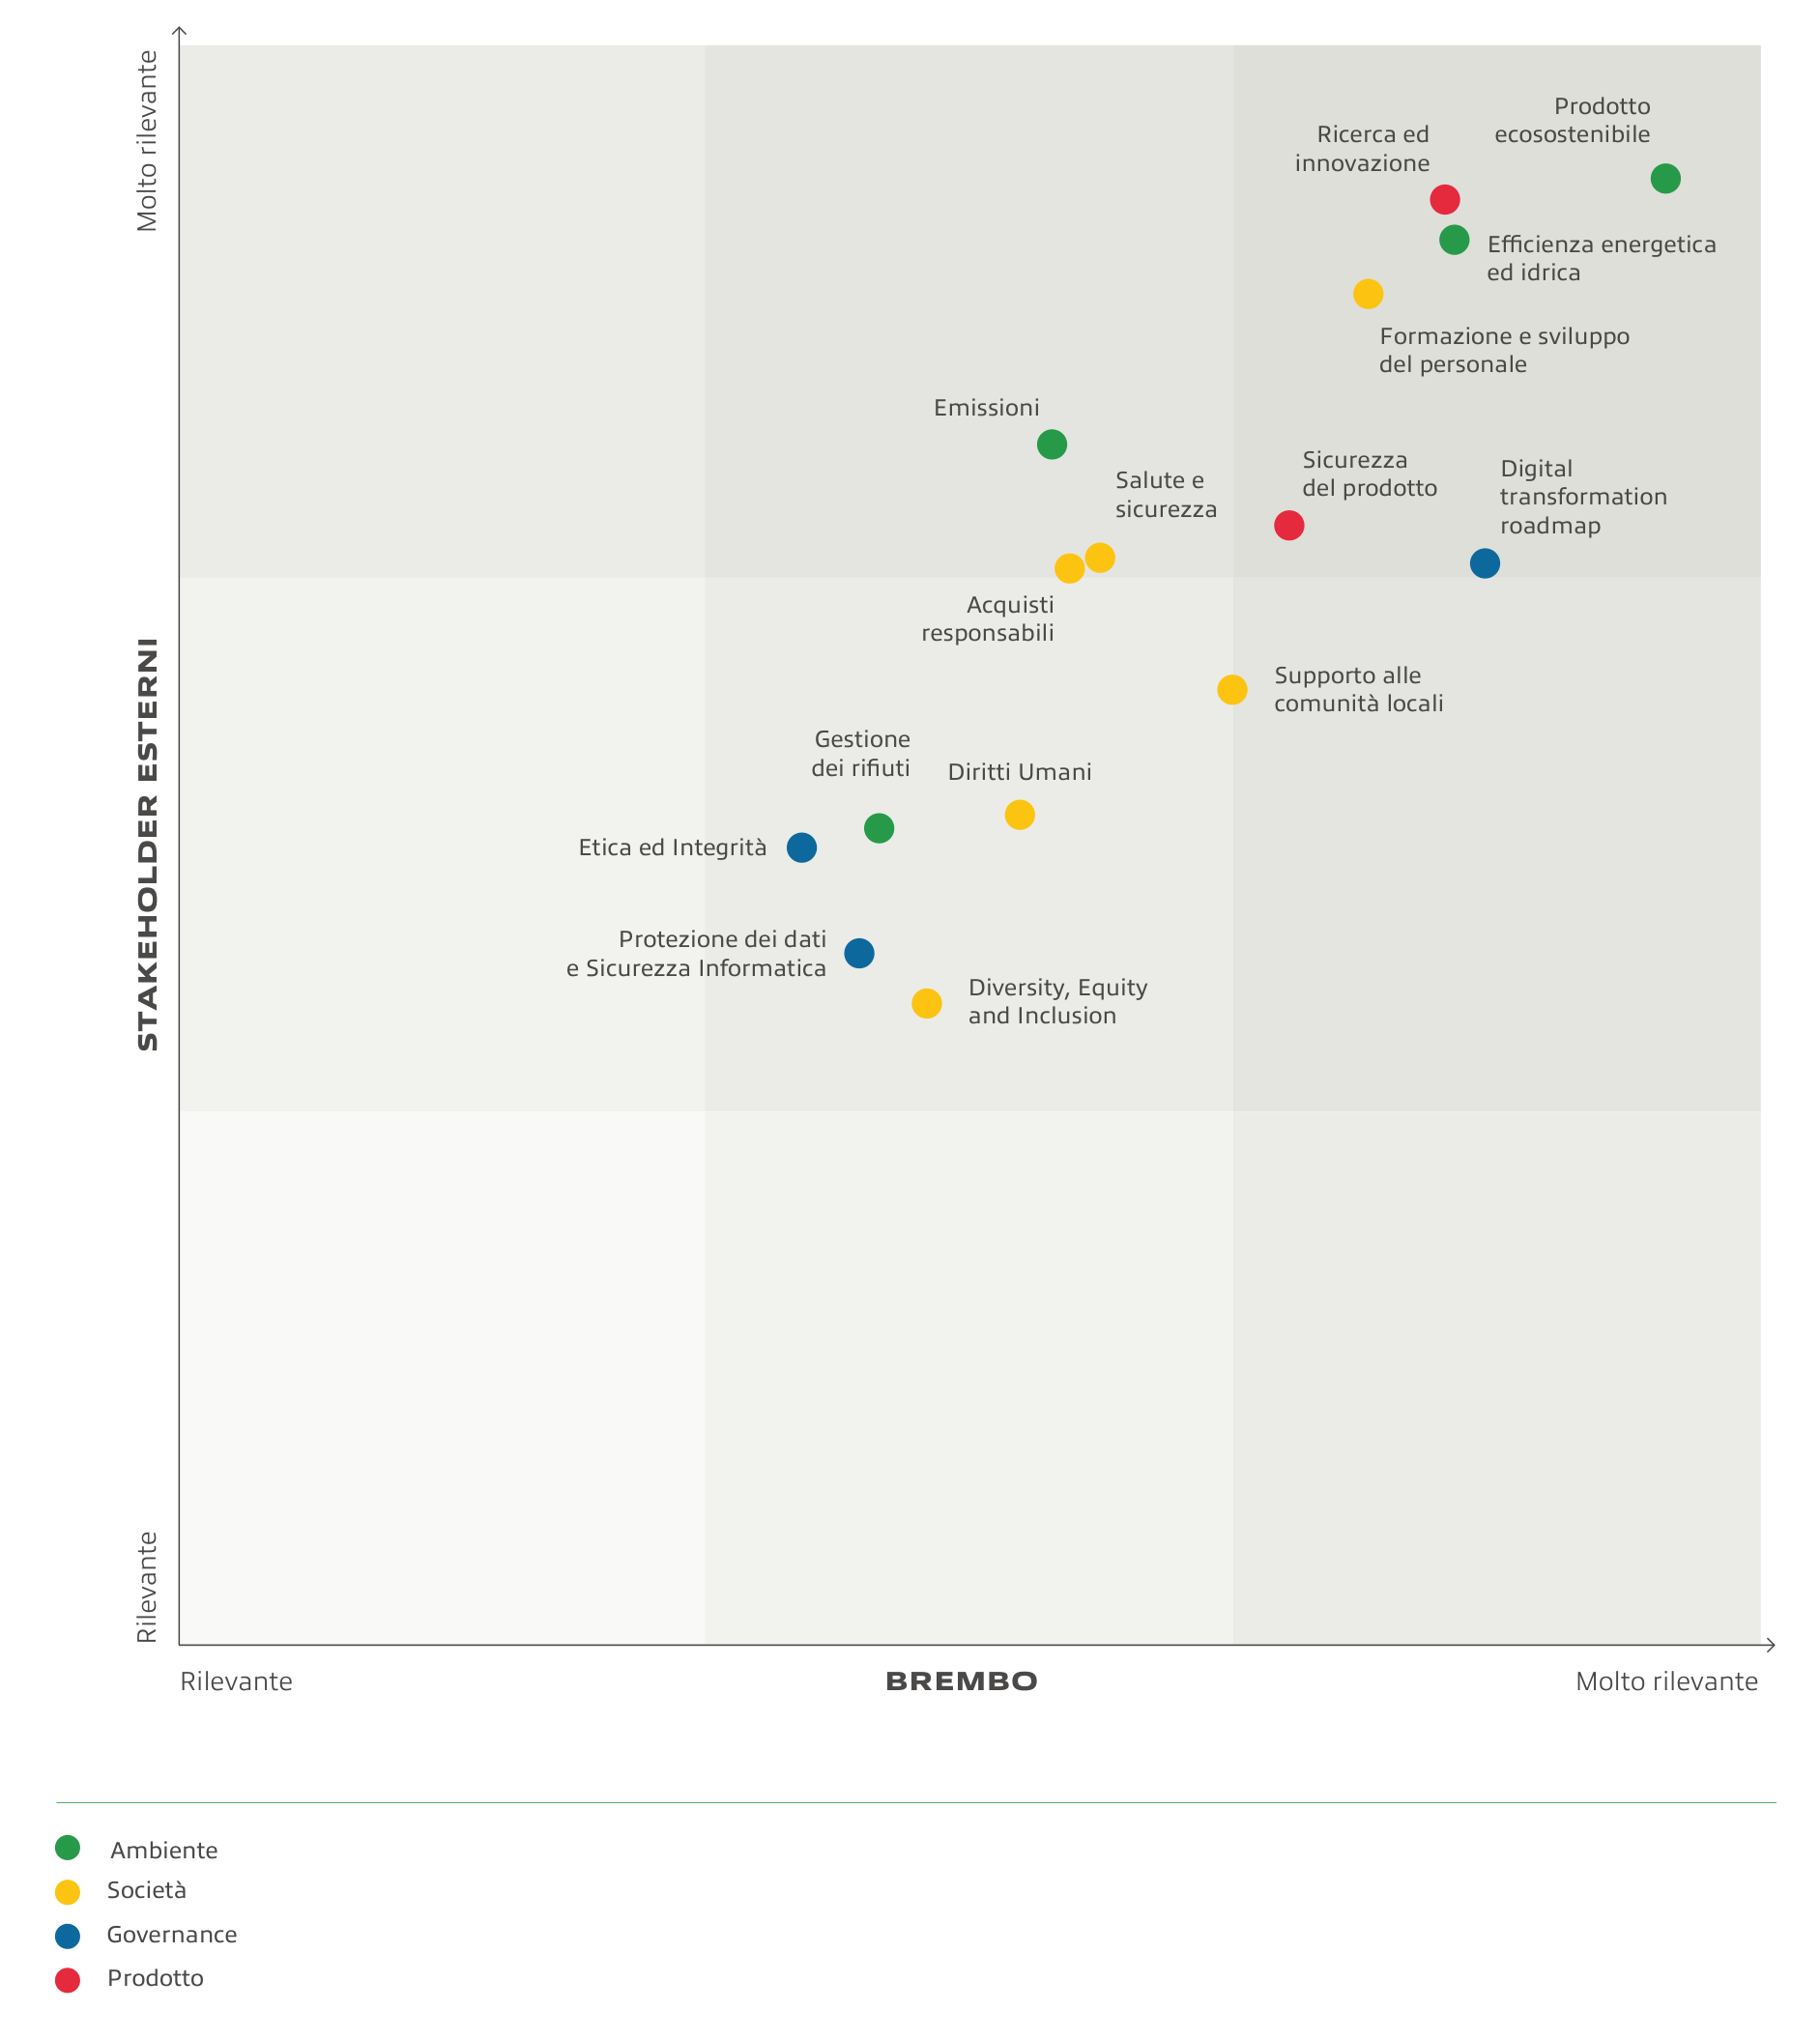 Molto rilevante
STAKEHOLDER ESTERNI
Rilevante
Prodotto
ecosostenibile
Ricerca ed
innovazione
Efficienza energetica
ed idrica
Formazione e sviluppo
del personale
Emissioni
Salute e
sicurezza
Sicurezza
del prodotto
Digital
transformation
roadmap
Acquisti
responsabili
Supporto alle
comunità locali
Gestione
dei rifiuti
Diritti Umani
Etica ed Integrità
Protezione dei dati
e Sicurezza Informatica
Diversity, Equity
and Inclusion
Rilevante
BREMBO
Molto rilevante
Ambiente
Società
Governance
Prodotto